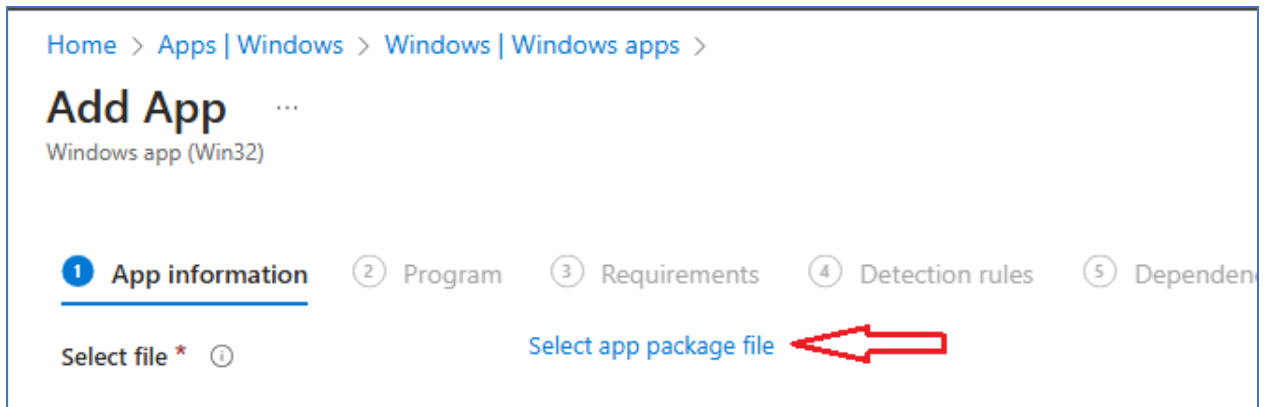 Home > Apps | Windows > Windows | Windows apps >
Add App ...
Windows app (Win32)
1 App information 2 Program 3 Requirements 4 Detection rules 5 Dependen
Select file * Select app package file